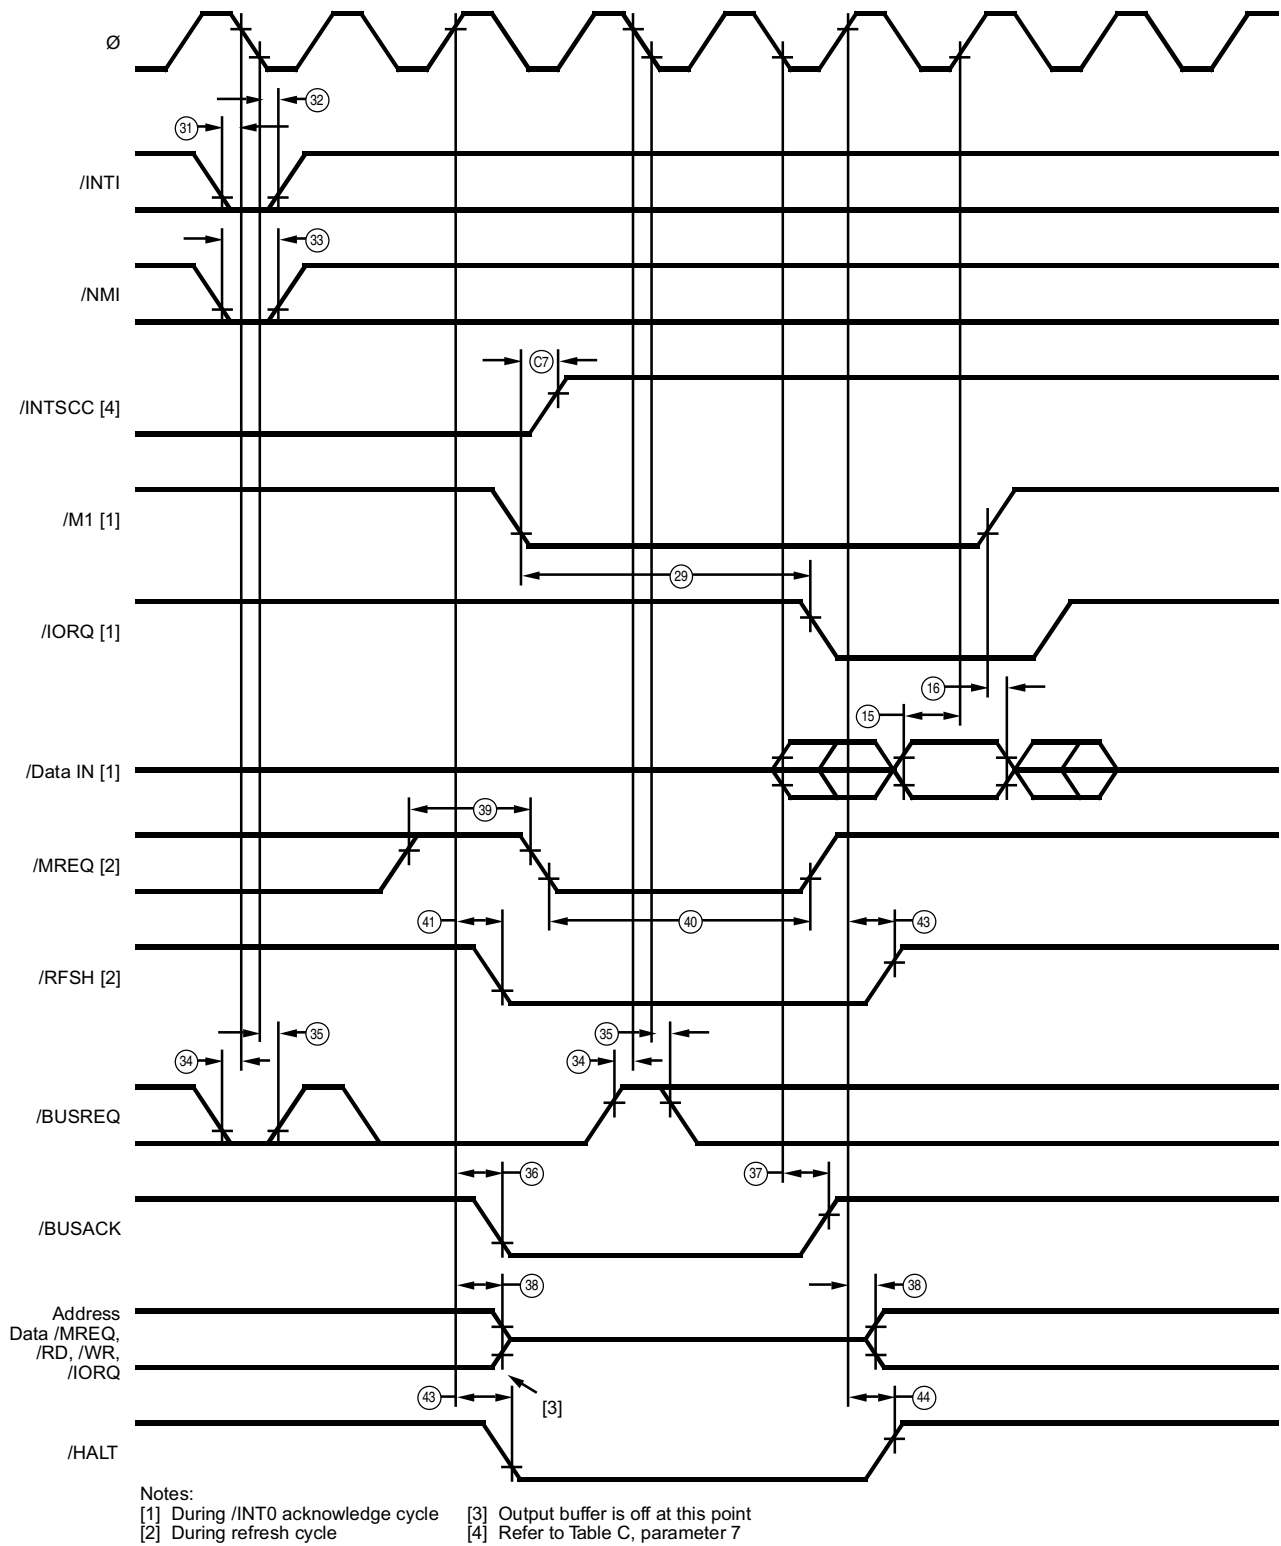 Ø
32
31
/INTI
33
/NMI
C7
/INTSCC [4]
/M1 [1]
29
/IORQ [1]
16
15
/Data IN [1]
39
/MREQ [2]
41
40
43
/RFSH [2]
35
35
34
34
/BUSREQ
36
37
/BUSACK
38
38
Address
Data /MREQ,
/RD, /WR,
/IORQ
43
[3]
44
/HALT
Notes:
[1] During /INT0 acknowledge cycle [3] Output buffer is off at this point
[2] During refresh cycle [4] Refer to Table C, parameter 7